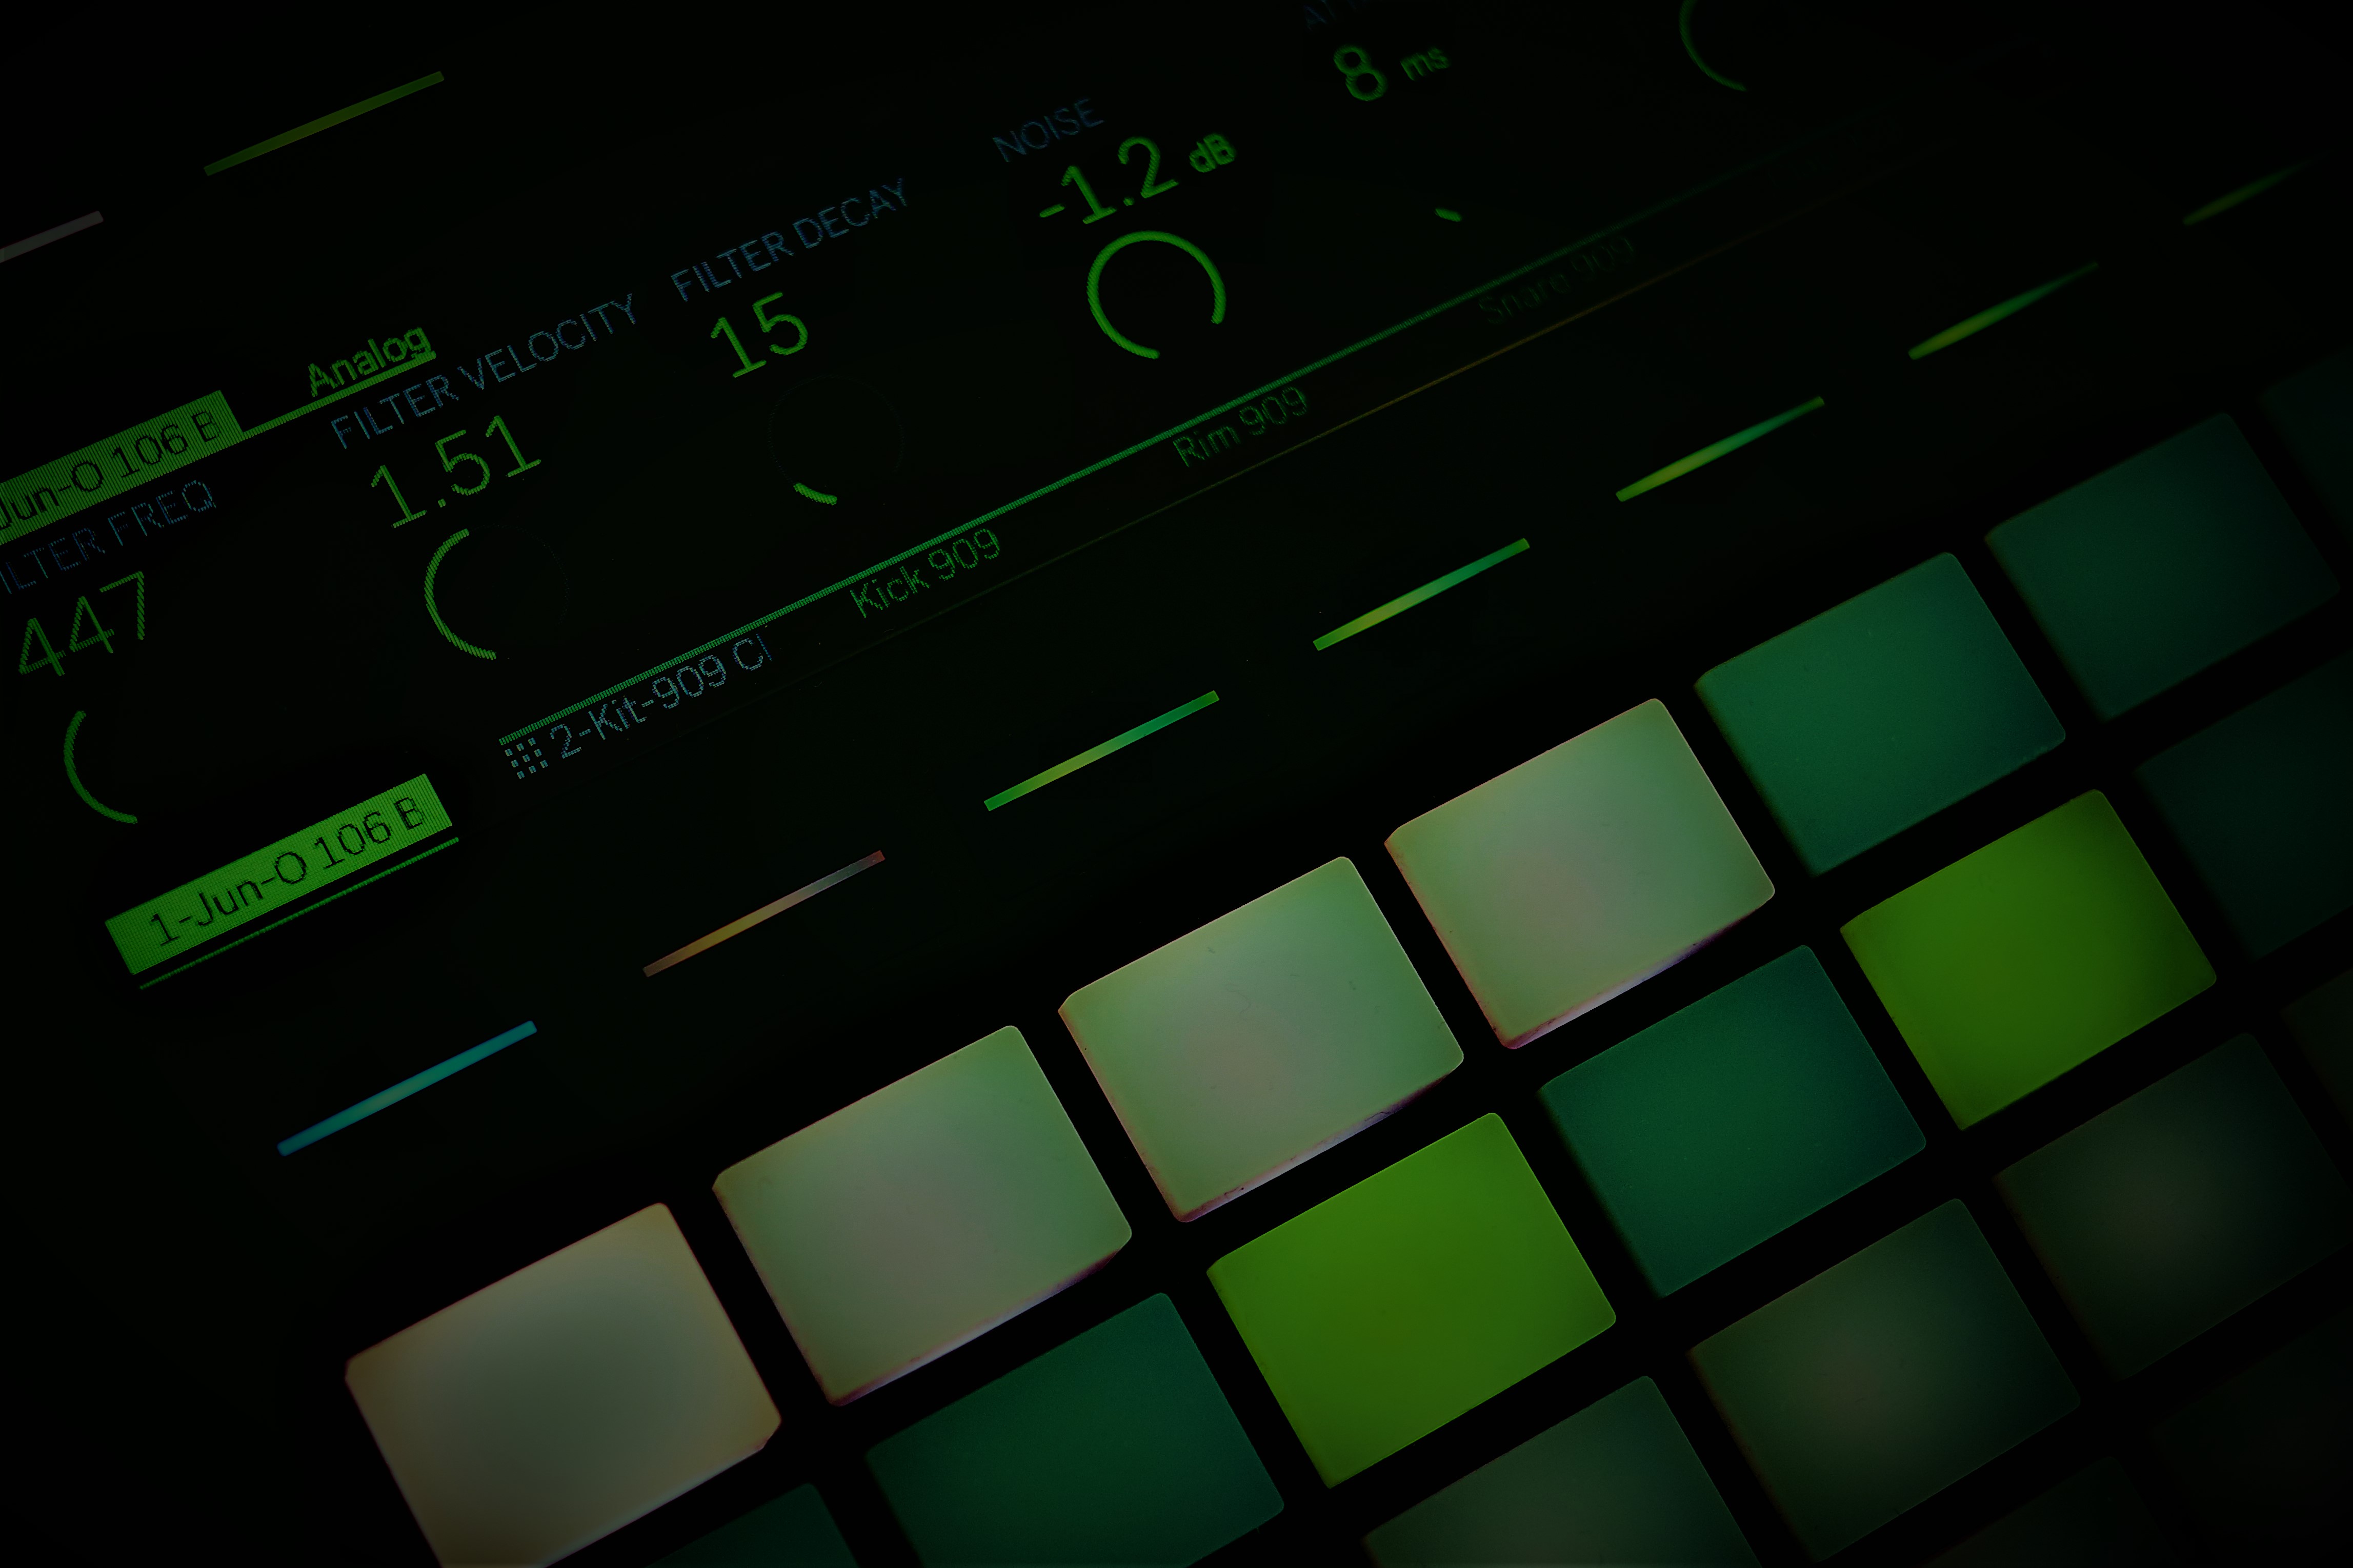 Jun-O 106 B Analog
ILTER FREQ FILTER VELOCITY FILTER DECAY NOISE
447 1.51 15 -1.2 dB 8 ms
1-Jun-O 106 B 2-Kit-909 Cl Kick 909 Rim 909 Snare 909